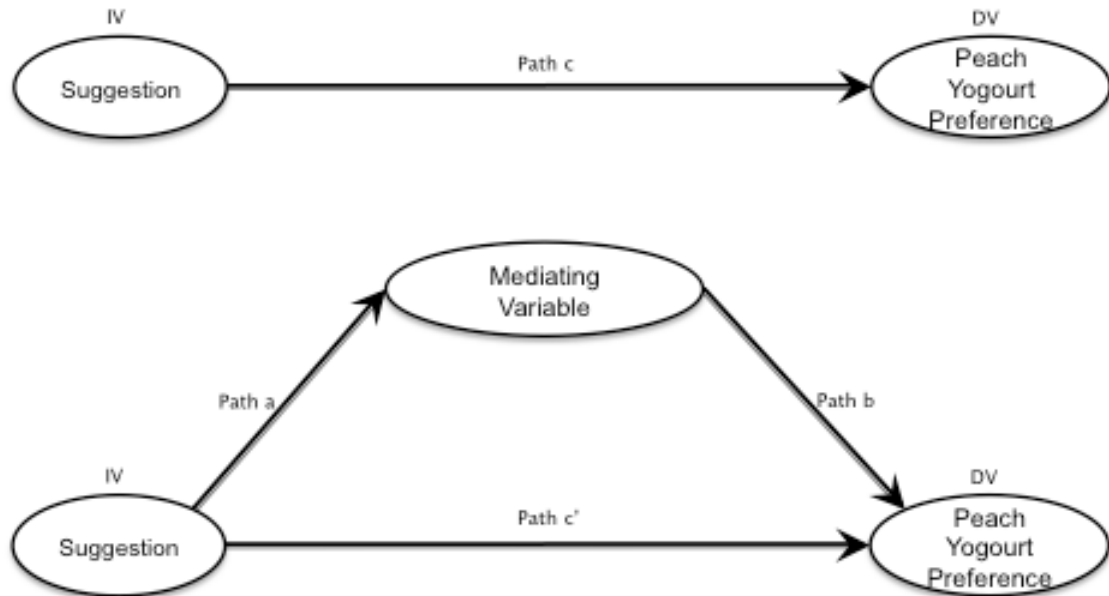 IV
DV
Suggestion
Path c
Peach
Yogourt
Preference
Mediating
Variable
Path a
Path b
IV
DV
Suggestion
Path c'
Peach
Yogourt
Preference